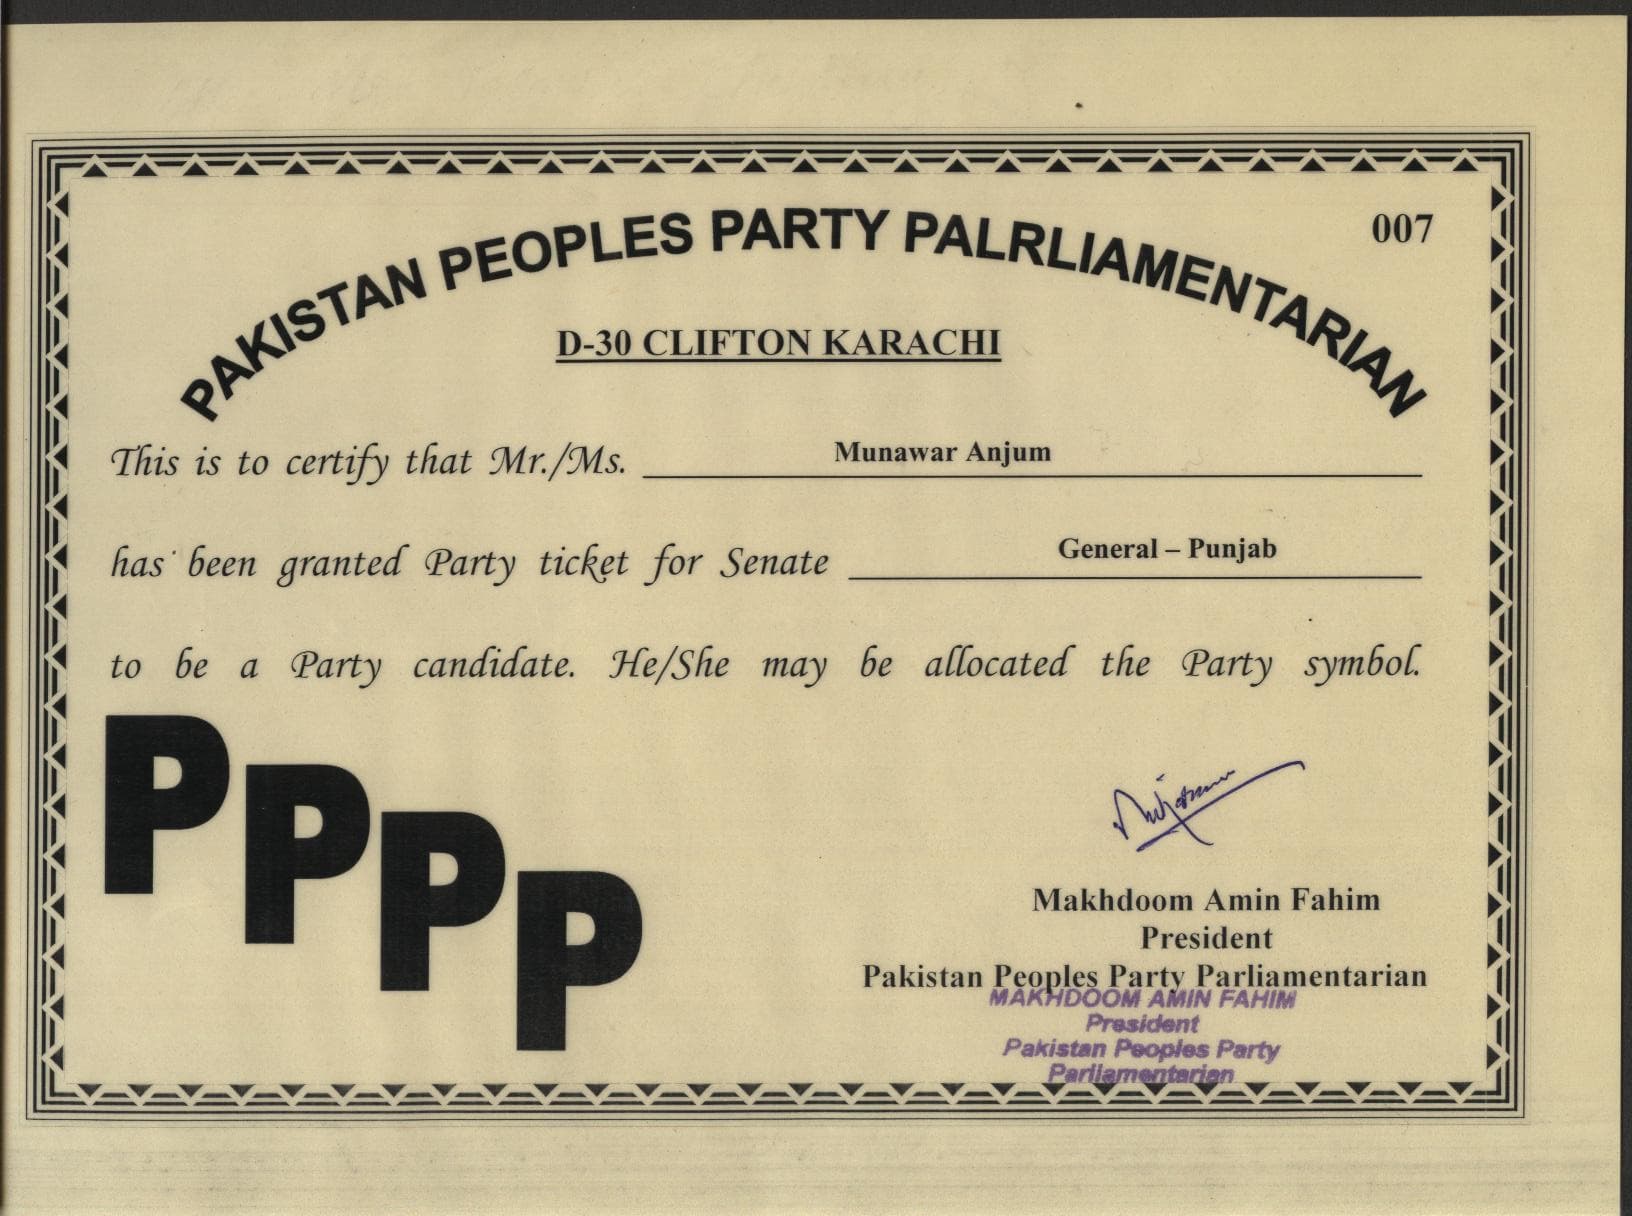 007
PAKISTAN PEOPLES PARTY PALRLIAMENTARIAN
D-30 CLIFTON KARACHI
This is to certify that Mr./Ms. Munawar Anjum
has been granted Party ticket for Senate General – Punjab
to be a Party candidate. He/She may be allocated the Party symbol.
PPPP
Makhdoom Amin Fahim
President
Pakistan Peoples Party Parliamentarian
MAKHDOOM AMIN FAHIM
President
Pakistan Peoples Party
Parliamentarian